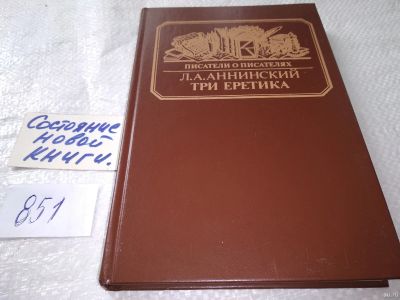 ПИСАТЕЛИ О ПИСАТЕЛЯХ
Л.А.АННИНСКИЙ
ТРИ ЕРЕТИКА
Состояние
новой
книги.
851